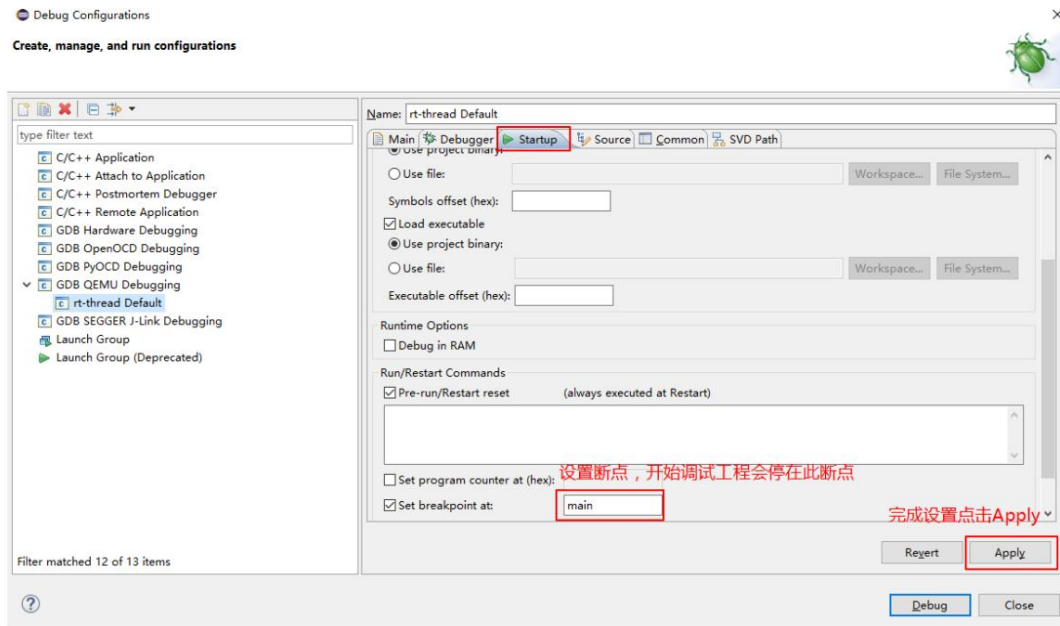 Debug Configurations
Create, manage, and run configurations
type filter text
C/C++ Application
C/C++ Attach to Application
C/C++ Postmortem Debugger
C/C++ Remote Application
GDB Hardware Debugging
GDB OpenOCD Debugging
GDB PyOCD Debugging
GDB QEMU Debugging
rt-thread Default
GDB SEGGER J-Link Debugging
Launch Group
Launch Group (Deprecated)
Filter matched 12 of 13 items
Name: rt-thread Default
Main Debugger Startup Source Common SVD Path
Use project binary:
Use file: Workspace... File System...
Symbols offset (hex):
Load executable
Use project binary:
Use file: Workspace... File System...
Executable offset (hex):
Runtime Options
Debug in RAM
Run/Restart Commands
Pre-run/Restart reset (always executed at Restart)
Set program counter at (hex): 设置断点，开始调试工程会停在此断点
Set breakpoint at: main
完成设置点击Apply
Revert Apply
Debug Close